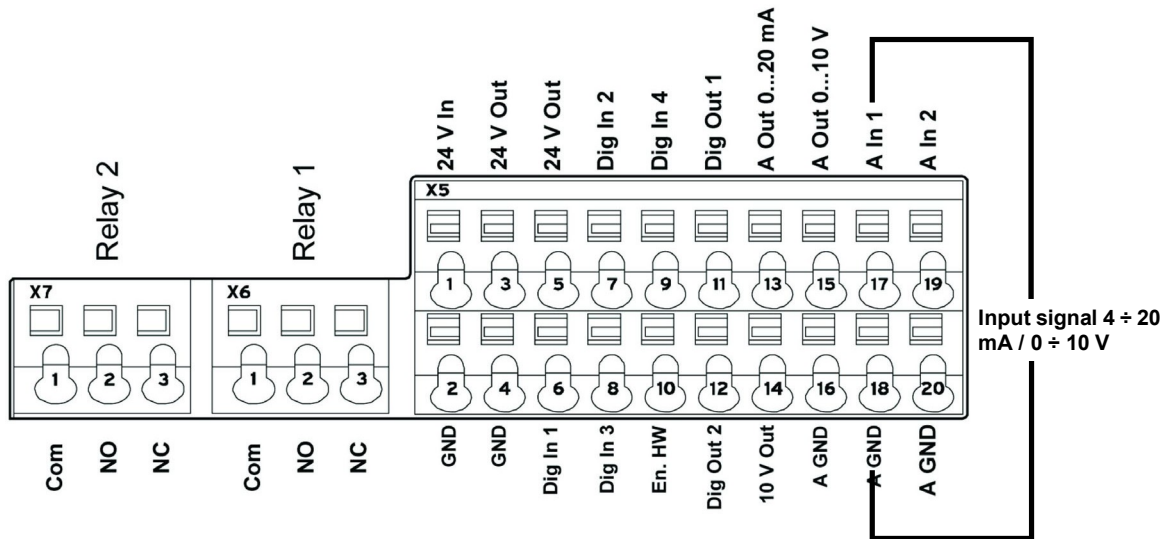 24 V In
24 V Out
24 V Out
Dig In 2
Dig In 4
Dig Out 1
A Out 0...20 mA
A Out 0...10 V
A In 1
A In 2
Relay 2
Relay 1
X5
1
3
5
7
9
11
13
15
17
19
X7
X6
Input signal 4 ÷ 20
mA / 0 ÷ 10 V
1
2
3
1
2
3
2
4
6
8
10
12
14
16
18
20
Com
NO
NC
Com
NO
NC
GND
GND
Dig In 1
Dig In 3
En. HW
Dig Out 2
10 V Out
A GND
A GND
A GND